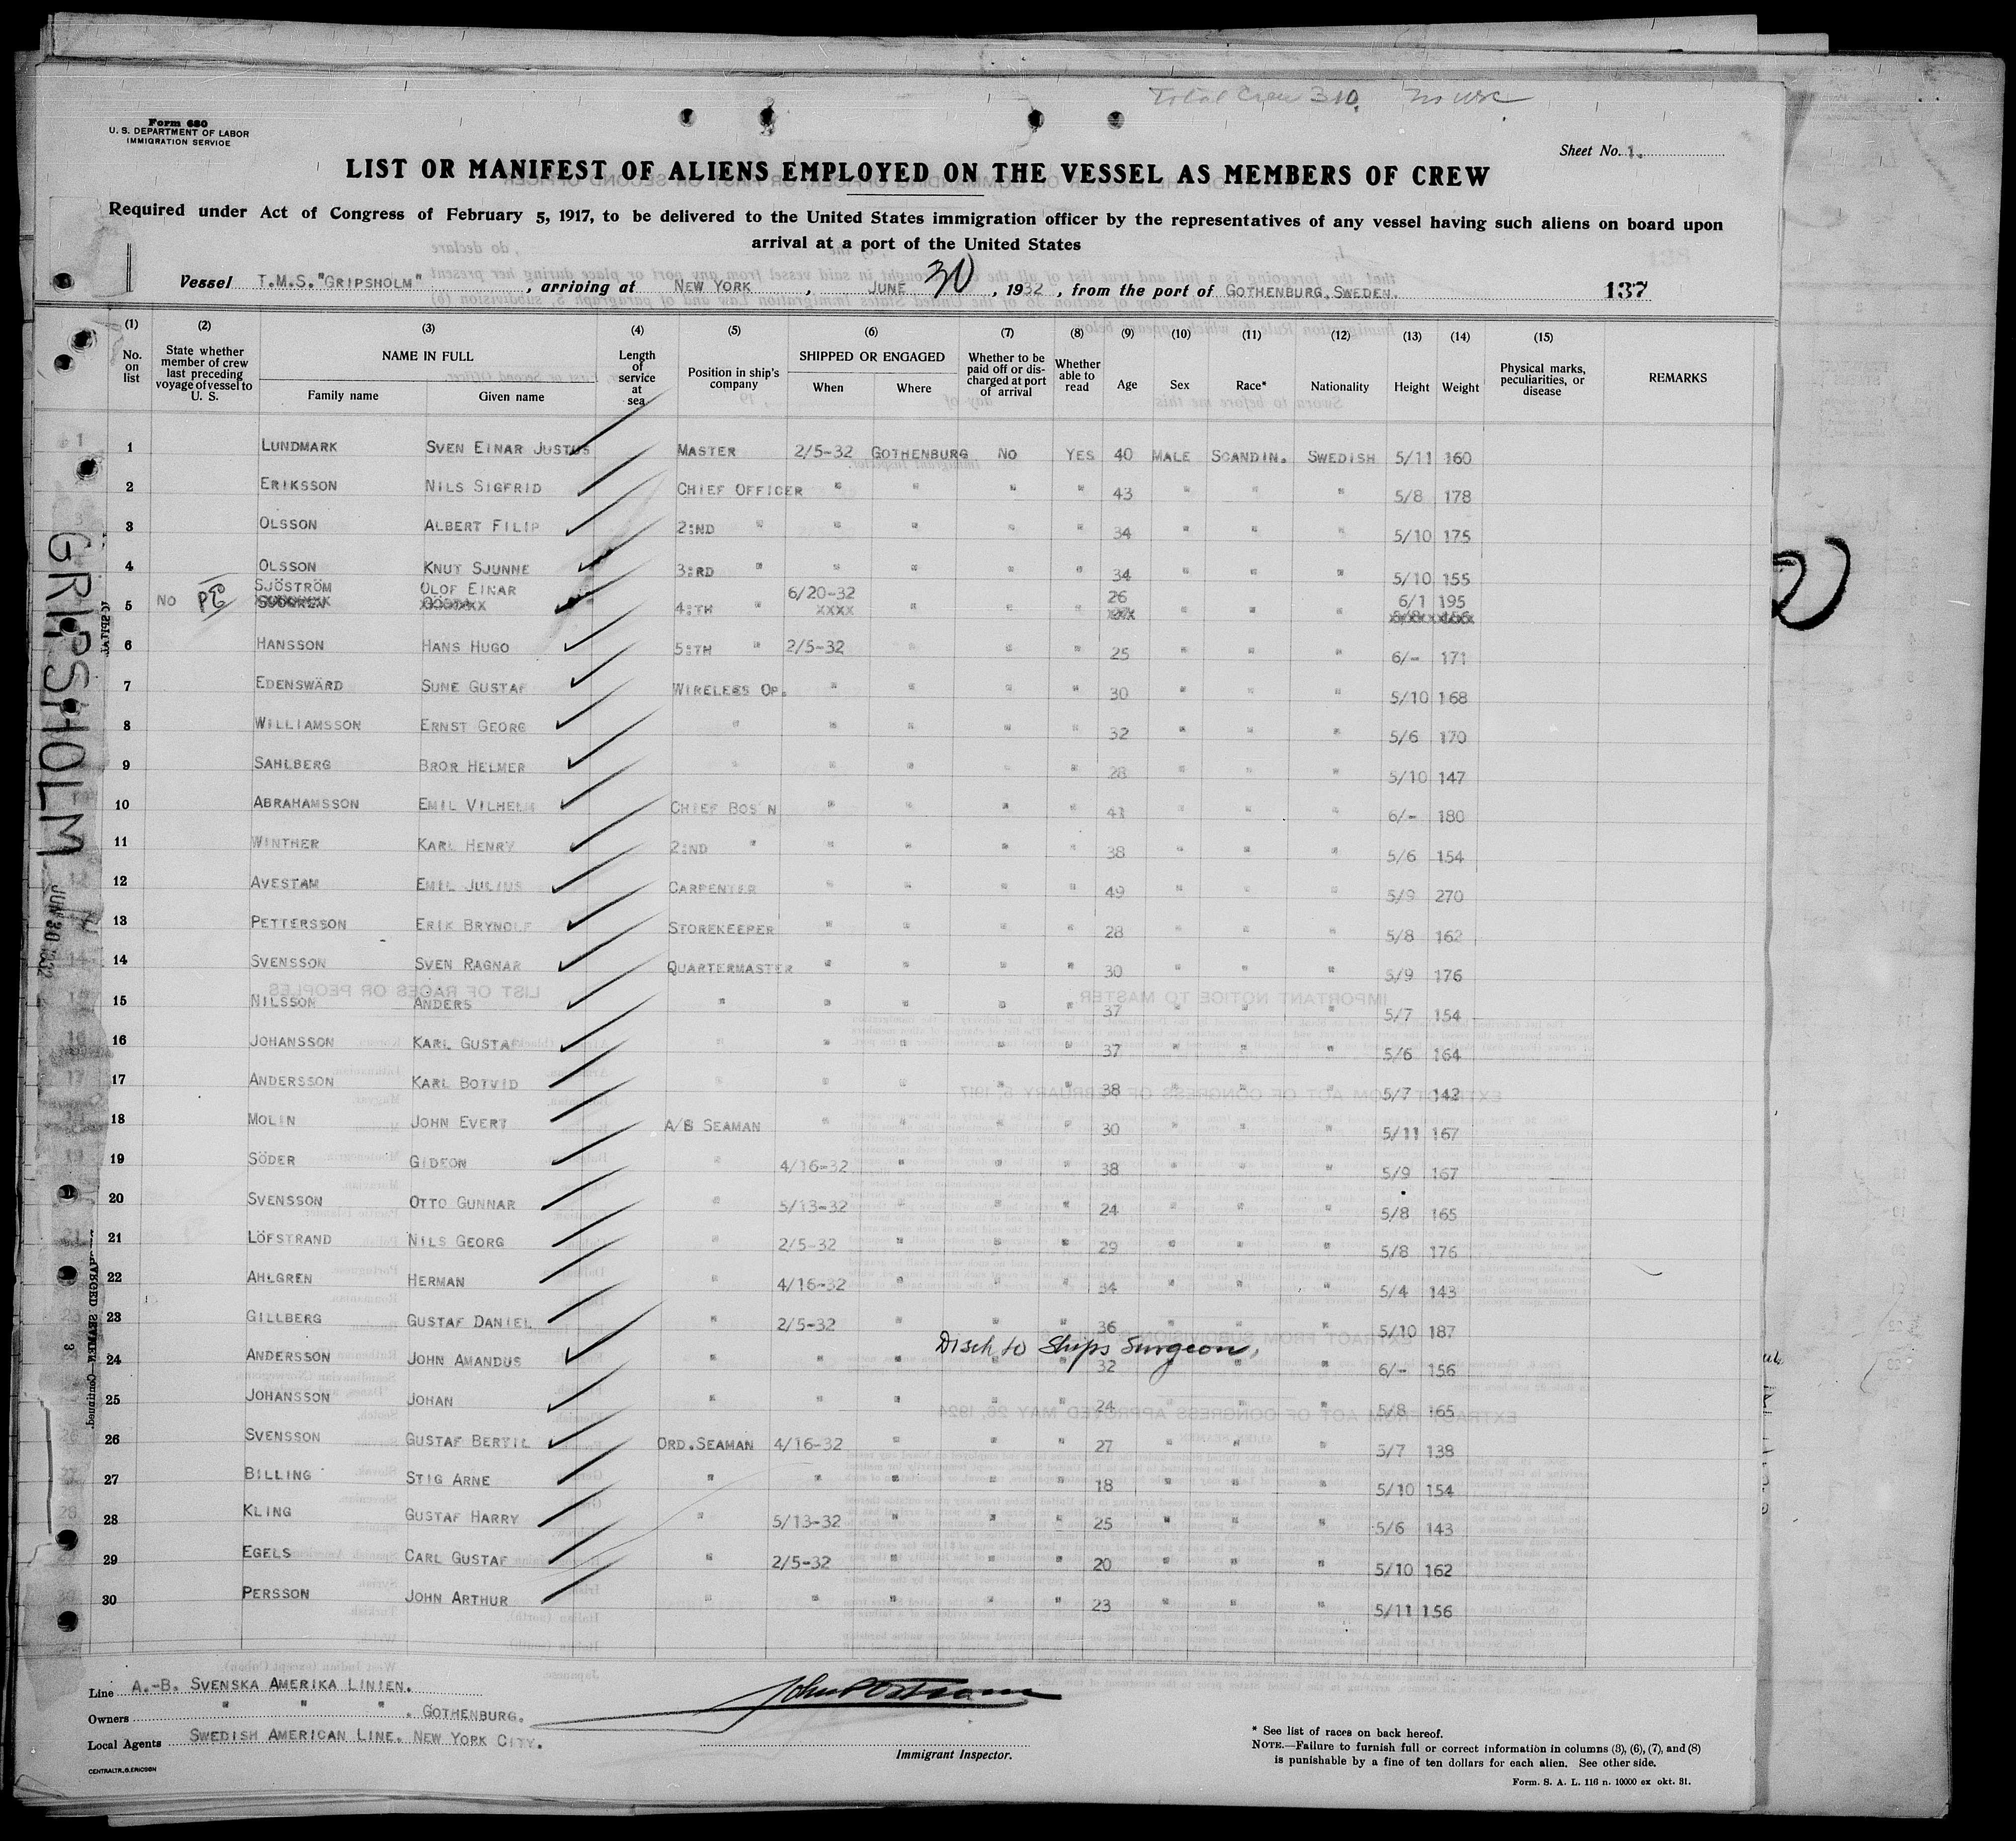 Total Crew 310.
Form 680
U. S. DEPARTMENT OF LABOR
IMMIGRATION SERVICE
Sheet No. 1.
LIST OR MANIFEST OF ALIENS EMPLOYED ON THE VESSEL AS MEMBERS OF CREW
Required under Act of Congress of February 5, 1917, to be delivered to the United States immigration officer by the representatives of any vessel having such aliens on board upon
arrival at a port of the United States
Vessel T.M.S."GRIPSHOLM", arriving at NEW YORK, JUNE 30, 1932, from the port of GOTHENBURG.SWEDEN. 137
(1) No. on list (2) State whether member of crew last preceding voyage of vessel to U. S. (3) NAME IN FULL Family name Given name (4) Length of service at sea (5) Position in ship's company (6) SHIPPED OR ENGAGED When Where (7) Whether to be paid off or discharged at port of arrival (8) Whether able to read (9) Age (10) Sex (11) Race* (12) Nationality (13) Height (14) Weight (15) Physical marks, peculiarities, or disease REMARKS
1 LUNDMARK SVEN EINAR JUSTUS MASTER 2/5-32 GOTHENBURG NO YES 40 MALE SCANDIN. SWEDISH 5/11 160
2 ERIKSSON NILS SIGFRID CHIEF OFFICER " " " " 43 " " " 5/8 178
3 OLSSON ALBERT FILIP 2:ND " " " " " 34 " " " 5/10 175
4 OLSSON KNUT SJUNNE 3:RD " " " " " 34 " " " 5/10 155
5 NO SJÖSTRÖM OLOF EINAR 4:TH " 6/20-32 " " " 26 " " " 6/1 195
6 HANSSON HANS HUGO 5:TH " 2/5-32 " " " 25 " " " 6/- 171
7 EDENSWÄRD SUNE GUSTAF WIRELESS OP. " " " " 30 " " " 5/10 168
8 WILLIAMSSON ERNST GEORG " " " " " 32 " " " 5/6 170
9 SAHLBERG BROR HELMER " " " " " 28 " " " 5/10 147
10 ABRAHAMSSON EMIL VILHELM CHIEF BOS'N " " " " 41 " " " 6/- 180
11 WINTHER KARL HENRY 2:ND " " " " " 38 " " " 5/6 154
12 AVESTAM EMIL JULIUS CARPENTER " " " " 49 " " " 5/9 270
13 PETTERSSON ERIK BRYNOLF STOREKEEPER " " " " 28 " " " 5/8 162
14 SVENSSON SVEN RAGNAR QUARTERMASTER " " " " 30 " " " 5/9 176
15 NILSSON ANDERS " " " " " 37 " " " 5/7 154
16 JOHANSSON KARL GUSTAF " " " " " 37 " " " 5/6 164
17 ANDERSSON KARL BOTVID " " " " " 38 " " " 5/7 142
18 MOLIN JOHN EVERT A/B SEAMAN " " " " 30 " " " 5/11 167
19 SÖDER GIDEON " 4/16-32 " " " 38 " " " 5/9 167
20 SVENSSON OTTO GUNNAR " 5/13-32 " " " 24 " " " 5/8 165
21 LÖFSTRAND NILS GEORG " 2/5-32 " " " 29 " " " 5/8 176
22 AHLGREN HERMAN " 4/16-32 " " " 34 " " " 5/4 143
23 GILLBERG GUSTAF DANIEL " 2/5-32 " " " 36 " " " 5/10 187
24 ANDERSSON JOHN AMANDUS " " " Disch to Ships Surgeon, 32 " " 6/- 156
25 JOHANSSON JOHAN " " " " " 24 " " " 5/8 165
26 SVENSSON GUSTAF BERTIL ORD.SEAMAN 4/16-32 " " " 27 " " " 5/7 138
27 BILLING STIG ARNE " " " " " 18 " " " 5/10 154
28 KLING GUSTAF HARRY " 5/13-32 " " " 25 " " " 5/6 143
29 EGELS CARL GUSTAF " 2/5-32 " " " 20 " " " 5/10 162
30 PERSSON JOHN ARTHUR " " " " " 23 " " " 5/11 156
GRIPSHOLM
JUN 30 1932
Line A.-B. SVENSKA AMERIKA LINIEN.
Owners " " " . GOTHENBURG.
Local Agents SWEDISH AMERICAN LINE. NEW YORK CITY.
Immigrant Inspector.
CENTRALTR. G. ERICSON
* See list of races on back hereof.
NOTE.—Failure to furnish full or correct information in columns (3), (6), (7), and (8)
is punishable by a fine of ten dollars for each alien. See other side.
Form. S. A. L. 116 n. 10000 ex okt. 31.